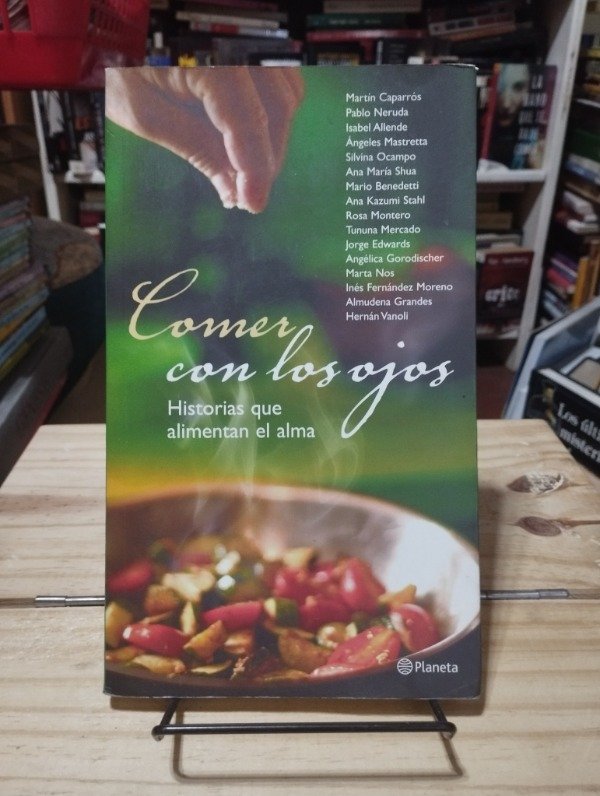 Martín Caparrós
Pablo Neruda
Isabel Allende
Ángeles Mastretta
Silvina Ocampo
Ana María Shua
Mario Benedetti
Ana Kazumi Stahl
Rosa Montero
Tununa Mercado
Jorge Edwards
Angélica Gorodischer
Marta Nos
Inés Fernández Moreno
Almudena Grandes
Hernán Vanoli
Comer
con los ojos
Historias que
alimentan el alma
Planeta